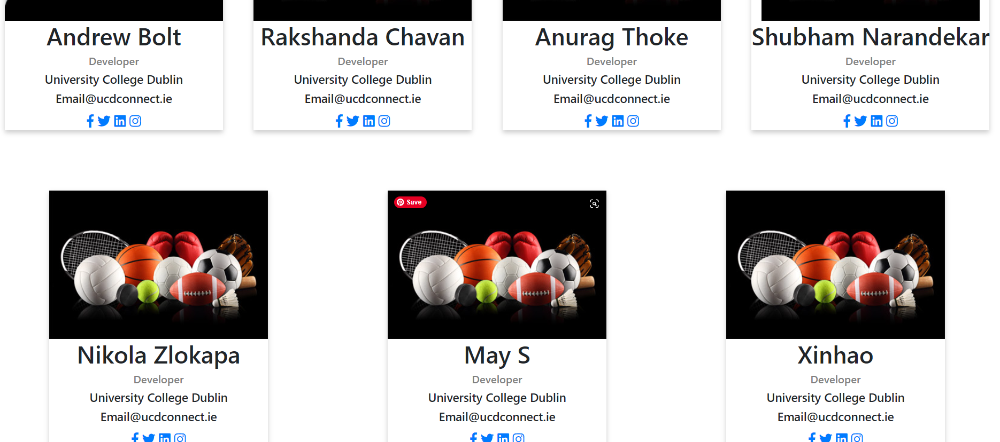 Andrew Bolt
Developer
University College Dublin
Email@ucdconnect.ie
Rakshanda Chavan
Developer
University College Dublin
Email@ucdconnect.ie
Anurag Thoke
Developer
University College Dublin
Email@ucdconnect.ie
Shubham Narandekar
Developer
University College Dublin
Email@ucdconnect.ie
Nikola Zlokapa
Developer
University College Dublin
Email@ucdconnect.ie
Save
May S
Developer
University College Dublin
Email@ucdconnect.ie
Xinhao
Developer
University College Dublin
Email@ucdconnect.ie